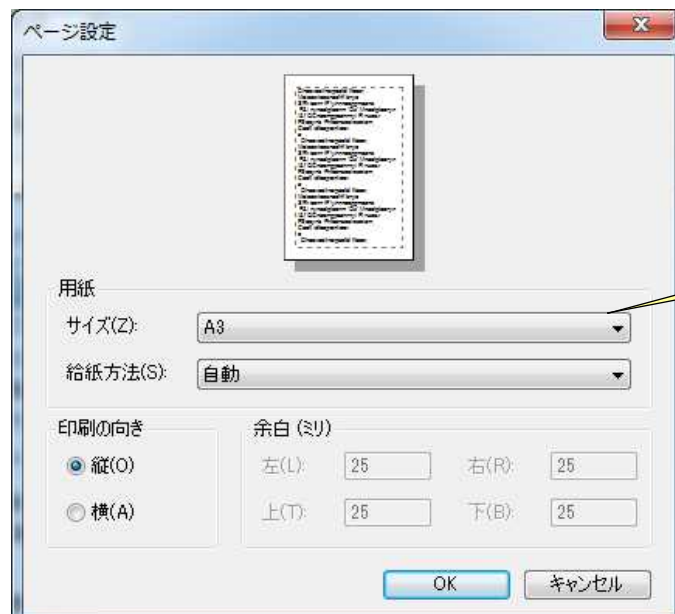 ページ設定
用紙
サイズ(Z): A3
給紙方法(S): 自動
印刷の向き
縦(O)
横(A)
余白 (ミリ)
左(L): 25 右(R): 25
上(T): 25 下(B): 25
OK キャンセル